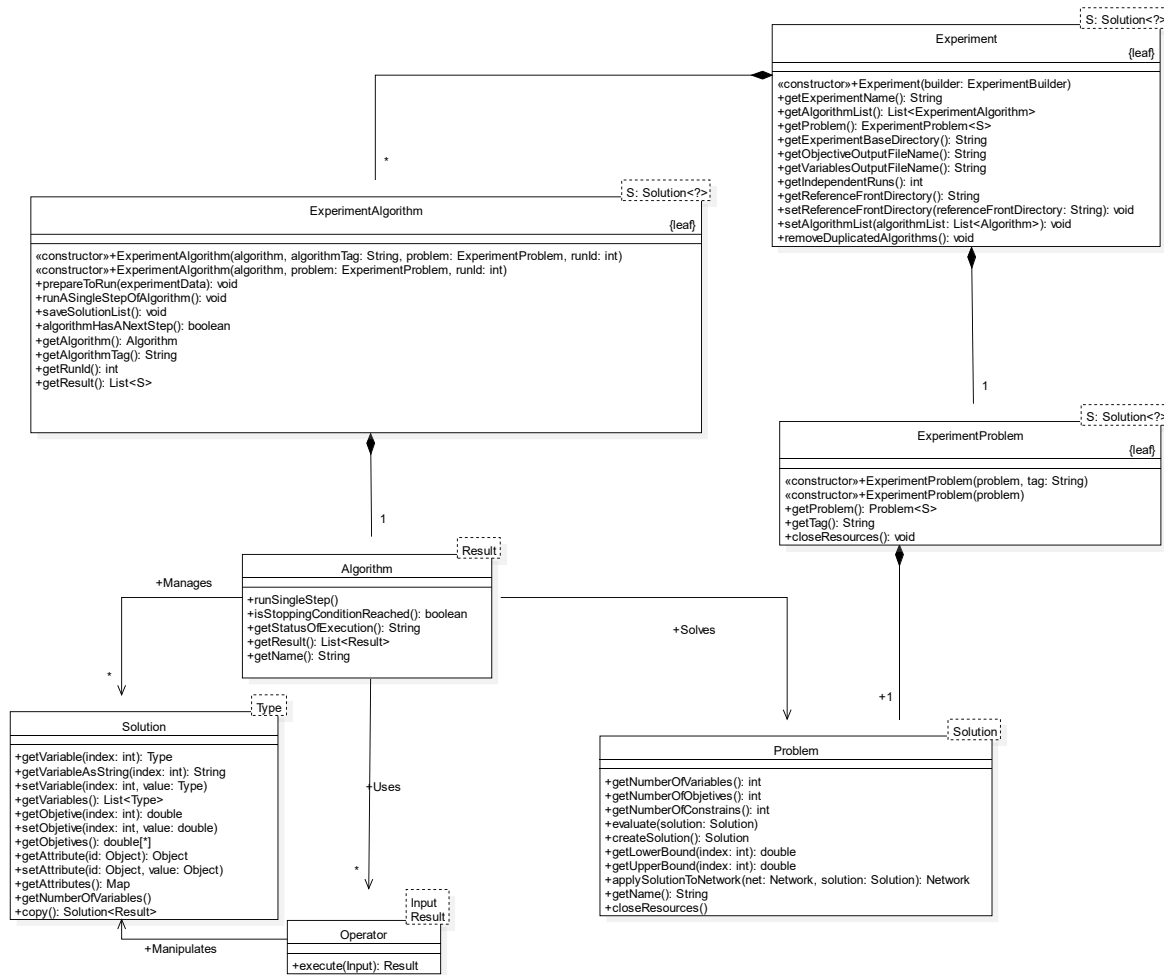 S: Solution<?>
Experiment
{leaf}
«constructor»+Experiment(builder: ExperimentBuilder)
+getExperimentName(): String
+getAlgorithmList(): List<ExperimentAlgorithm>
+getProblem(): ExperimentProblem<S>
+getExperimentBaseDirectory(): String
+getObjectiveOutputFileName(): String
+getVariablesOutputFileName(): String
+getIndependentRuns(): int
+getReferenceFrontDirectory(): String
+setReferenceFrontDirectory(referenceFrontDirectory: String): void
+setAlgorithmList(algorithmList: List<Algorithm>): void
+removeDuplicatedAlgorithms(): void
*
S: Solution<?>
ExperimentAlgorithm
{leaf}
«constructor»+ExperimentAlgorithm(algorithm, algorithmTag: String, problem: ExperimentProblem, runId: int)
«constructor»+ExperimentAlgorithm(algorithm, problem: ExperimentProblem, runId: int)
+prepareToRun(experimentData): void
+runASingleStepOfAlgorithm(): void
+saveSolutionList(): void
+algorithmHasANextStep(): boolean
+getAlgorithm(): Algorithm
+getAlgorithmTag(): String
+getRunId(): int
+getResult(): List<S>
1
S: Solution<?>
ExperimentProblem
{leaf}
«constructor»+ExperimentProblem(problem, tag: String)
«constructor»+ExperimentProblem(problem)
+getProblem(): Problem<S>
+getTag(): String
+closeResources(): void
1
Result
Algorithm
+runSingleStep()
+isStoppingConditionReached(): boolean
+getStatusOfExecution(): String
+getResult(): List<Result>
+getName(): String
+Manages
*
+Solves
+1
+Uses
*
Type
Solution
+getVariable(index: int): Type
+getVariableAsString(index: int): String
+setVariable(index: int, value: Type)
+getVariables(): List<Type>
+getObjetive(index: int): double
+setObjetive(index: int, value: double)
+getObjetives(): double[*]
+getAttribute(id: Object): Object
+setAttribute(id: Object, value: Object)
+getAttributes(): Map
+getNumberOfVariables()
+copy(): Solution<Result>
Solution
Problem
+getNumberOfVariables(): int
+getNumberOfObjetives(): int
+getNumberOfConstrains(): int
+evaluate(solution: Solution)
+createSolution(): Solution
+getLowerBound(index: int): double
+getUpperBound(index: int): double
+applySolutionToNetwork(net: Network, solution: Solution): Network
+getName(): String
+closeResources()
Input
Result
Operator
+execute(Input): Result
+Manipulates